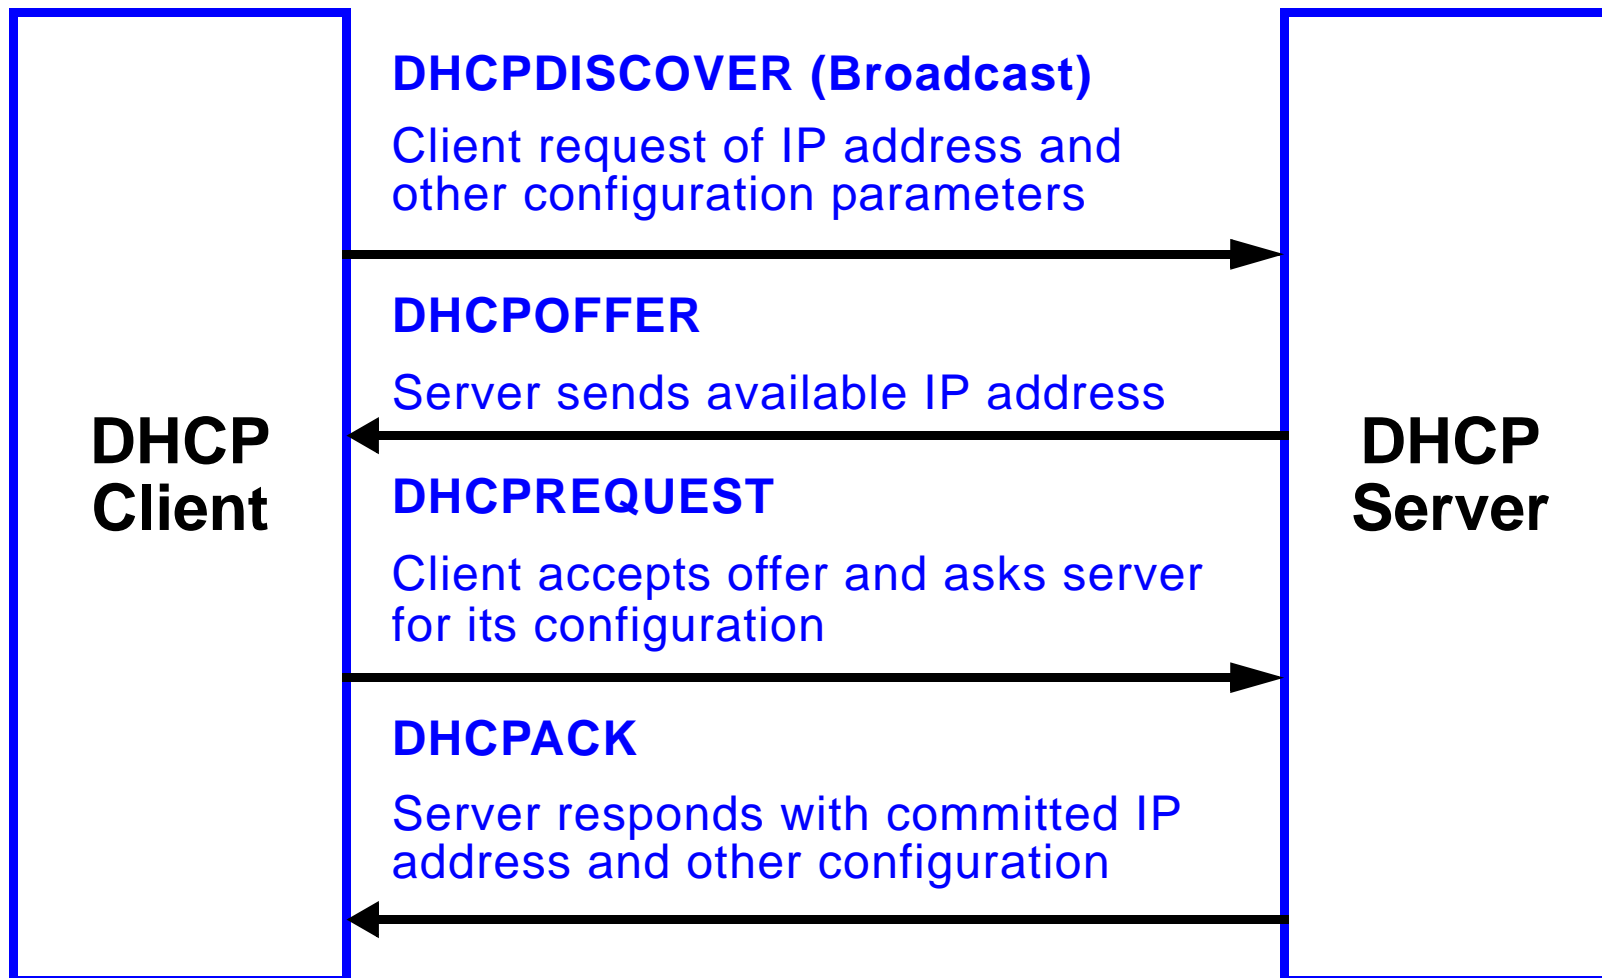 DHCPDISCOVER (Broadcast)
Client request of IP address and
other configuration parameters
DHCPOFFER
Server sends available IP address
DHCP
Client
DHCP
Server
DHCPREQUEST
Client accepts offer and asks server
for its configuration
DHCPACK
Server responds with committed IP
address and other configuration